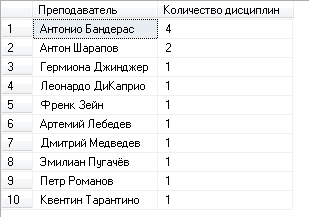 Преподаватель Количество дисциплин
1 Антонио Бандерас 4
2 Антон Шарапов 2
3 Гермиона Джинджер 1
4 Леонардо ДиКаприо 1
5 Френк Зейн 1
6 Артемий Лебедев 1
7 Дмитрий Медведев 1
8 Эмилиан Пугачёв 1
9 Петр Романов 1
10 Квентин Тарантино 1